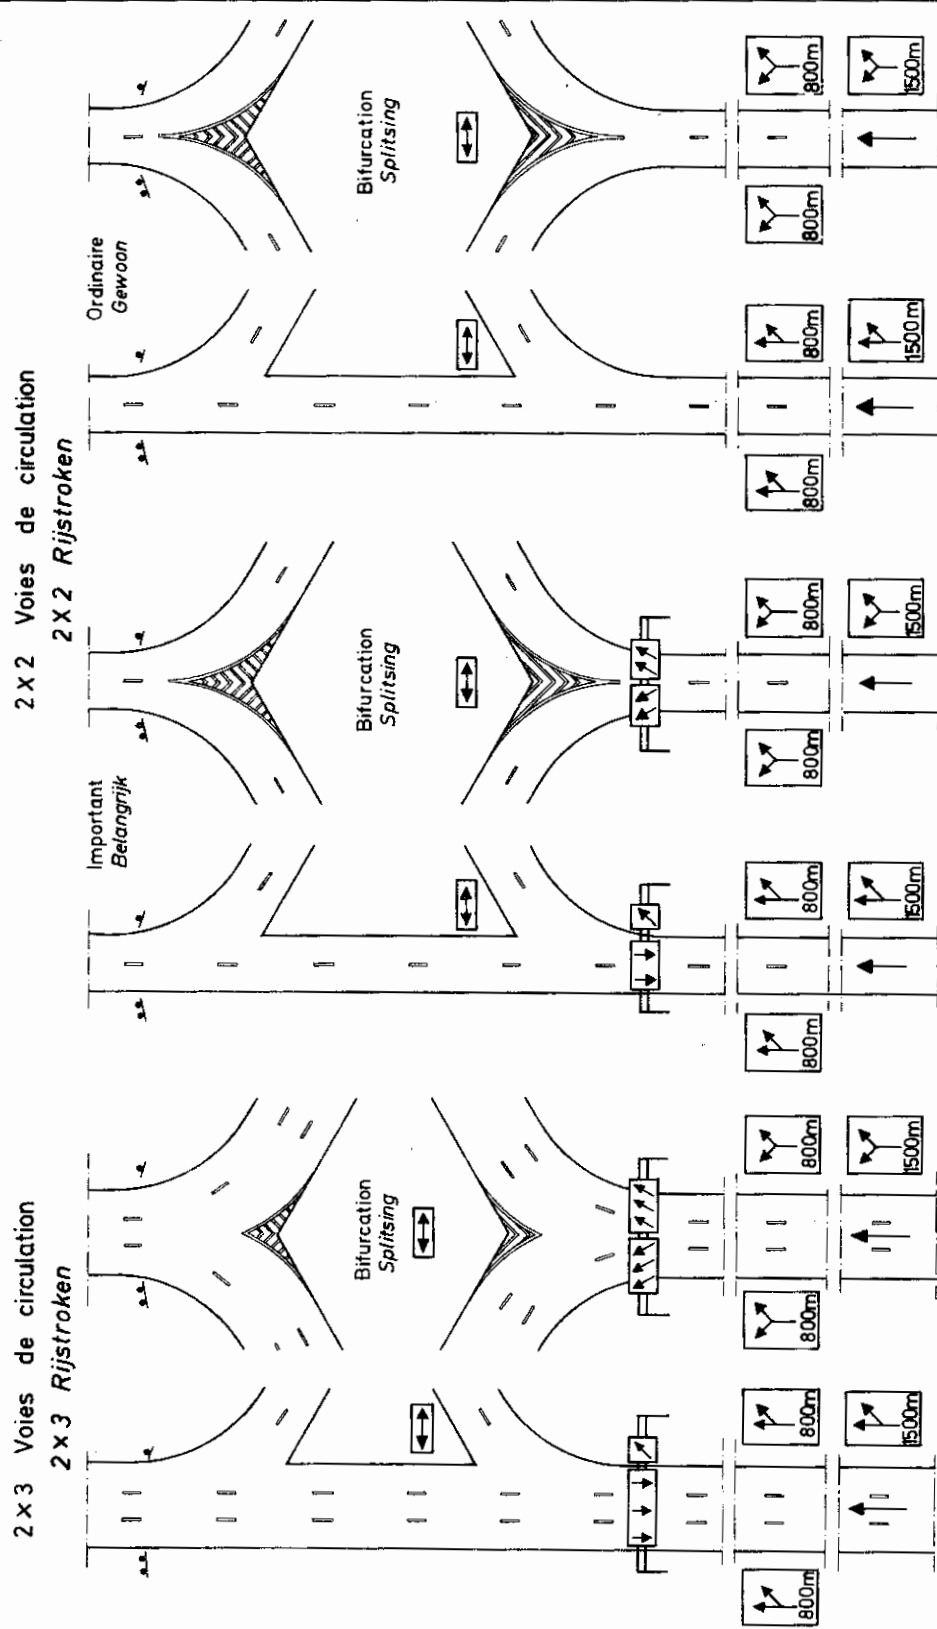 2 x 3 Voies de circulation
2 x 3 Rijstroken
2 X 2 Voies de circulation
2 X 2 Rijstroken
Important
Belangrijk
Ordinaire
Gewoon
Bifurcation
Splitsing
Bifurcation
Splitsing
Bifurcation
Splitsing
800m
800m
800m
800m
800m
800m
800m
800m
800m
800m
800m
800m
1500m
1500m
1500m
1500m
1500m
1500m